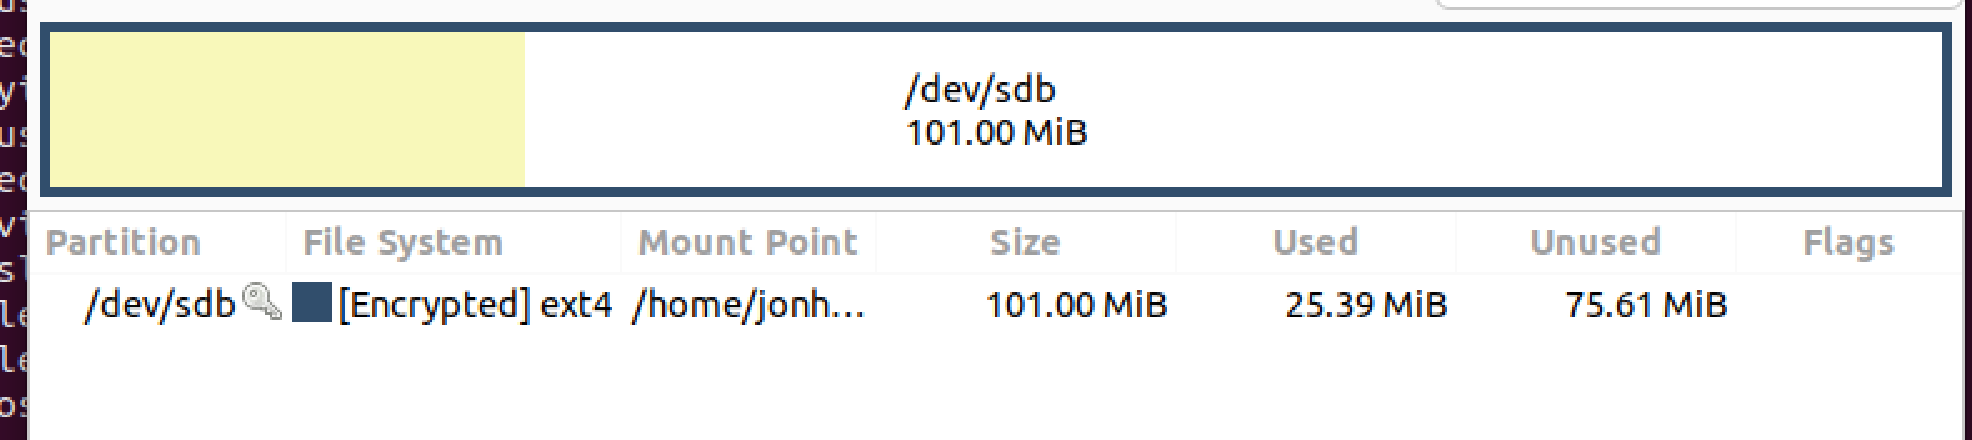 /dev/sdb
101.00 MiB
Partition File System Mount Point Size Used Unused Flags
/dev/sdb [Encrypted] ext4 /home/jonh... 101.00 MiB 25.39 MiB 75.61 MiB